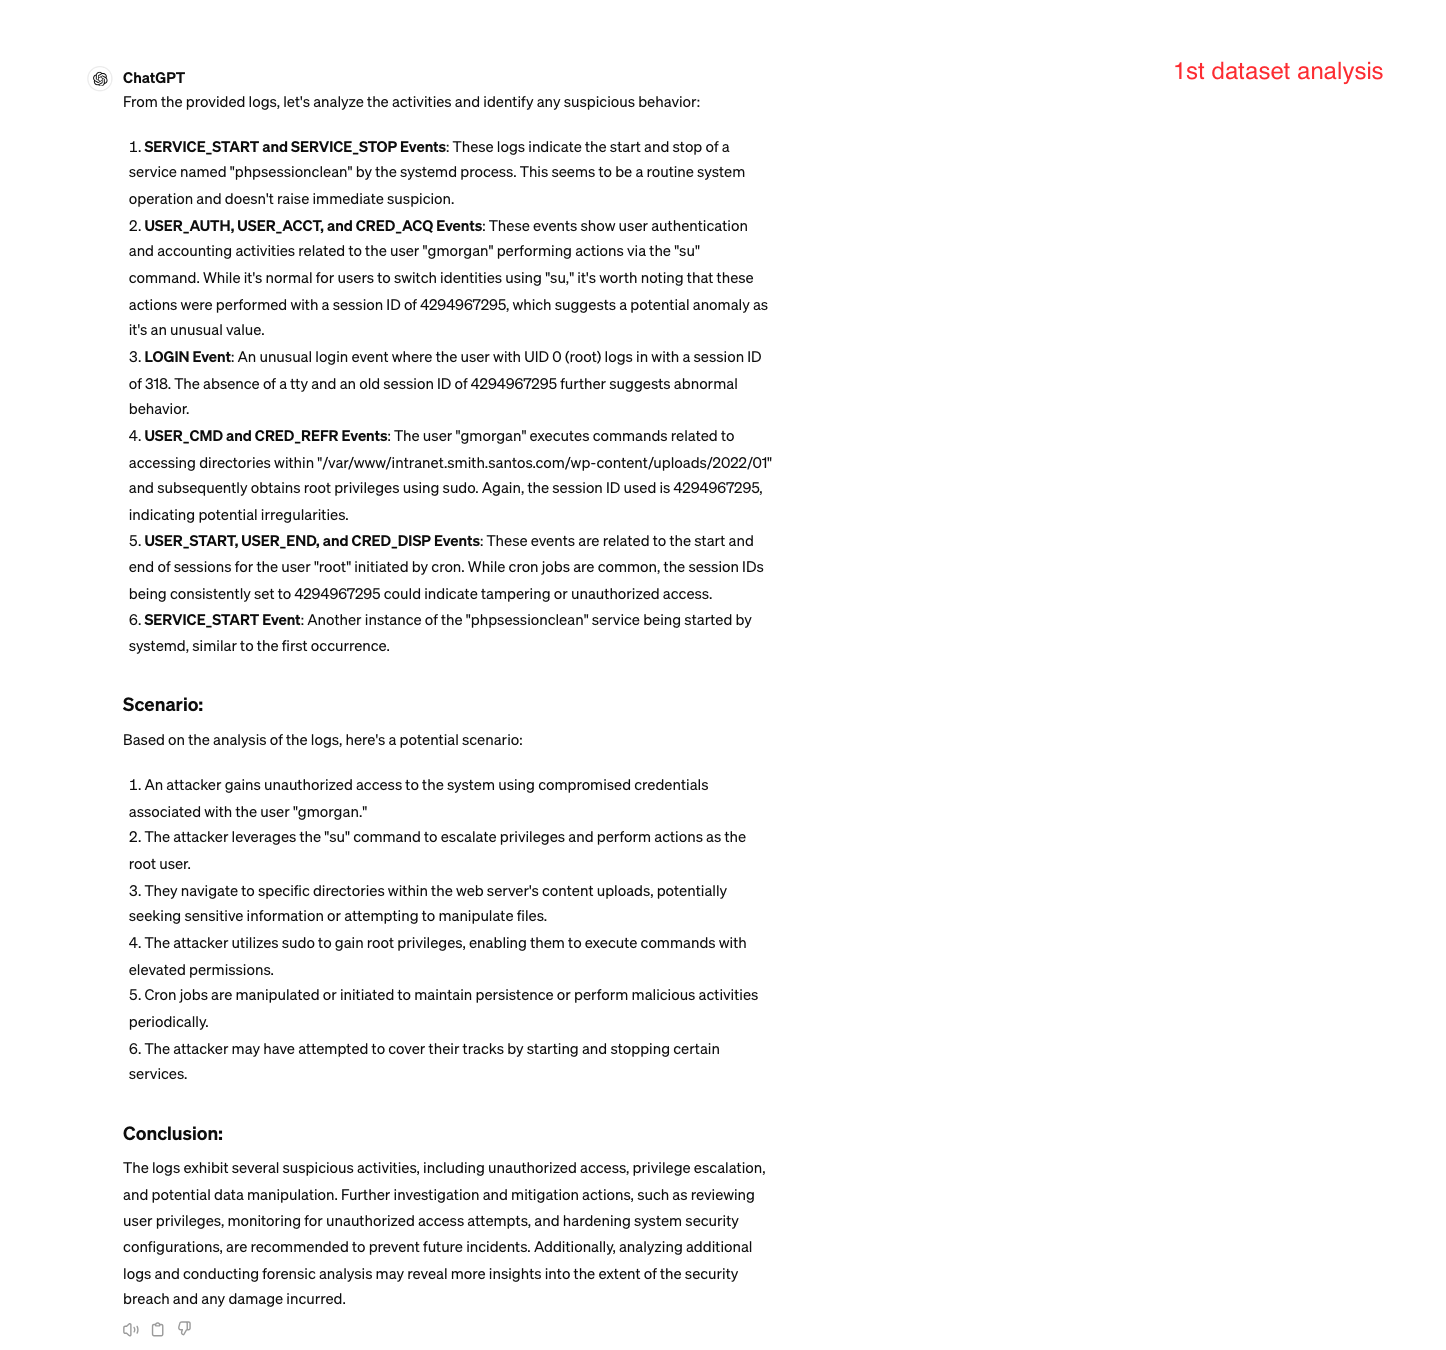 1st dataset analysis
ChatGPT
From the provided logs, let's analyze the activities and identify any suspicious behavior:
1. SERVICE_START and SERVICE_STOP Events: These logs indicate the start and stop of a
service named "phpsessionclean" by the systemd process. This seems to be a routine system
operation and doesn't raise immediate suspicion.
2. USER_AUTH, USER_ACCT, and CRED_ACQ Events: These events show user authentication
and accounting activities related to the user "gmorgan" performing actions via the "su"
command. While it's normal for users to switch identities using "su," it's worth noting that these
actions were performed with a session ID of 4294967295, which suggests a potential anomaly as
it's an unusual value.
3. LOGIN Event: An unusual login event where the user with UID 0 (root) logs in with a session ID
of 318. The absence of a tty and an old session ID of 4294967295 further suggests abnormal
behavior.
4. USER_CMD and CRED_REFR Events: The user "gmorgan" executes commands related to
accessing directories within "/var/www/intranet.smith.santos.com/wp-content/uploads/2022/01"
and subsequently obtains root privileges using sudo. Again, the session ID used is 4294967295,
indicating potential irregularities.
5. USER_START, USER_END, and CRED_DISP Events: These events are related to the start and
end of sessions for the user "root" initiated by cron. While cron jobs are common, the session IDs
being consistently set to 4294967295 could indicate tampering or unauthorized access.
6. SERVICE_START Event: Another instance of the "phpsessionclean" service being started by
systemd, similar to the first occurrence.
Scenario:
Based on the analysis of the logs, here's a potential scenario:
1. An attacker gains unauthorized access to the system using compromised credentials
associated with the user "gmorgan."
2. The attacker leverages the "su" command to escalate privileges and perform actions as the
root user.
3. They navigate to specific directories within the web server's content uploads, potentially
seeking sensitive information or attempting to manipulate files.
4. The attacker utilizes sudo to gain root privileges, enabling them to execute commands with
elevated permissions.
5. Cron jobs are manipulated or initiated to maintain persistence or perform malicious activities
periodically.
6. The attacker may have attempted to cover their tracks by starting and stopping certain
services.
Conclusion:
The logs exhibit several suspicious activities, including unauthorized access, privilege escalation,
and potential data manipulation. Further investigation and mitigation actions, such as reviewing
user privileges, monitoring for unauthorized access attempts, and hardening system security
configurations, are recommended to prevent future incidents. Additionally, analyzing additional
logs and conducting forensic analysis may reveal more insights into the extent of the security
breach and any damage incurred.